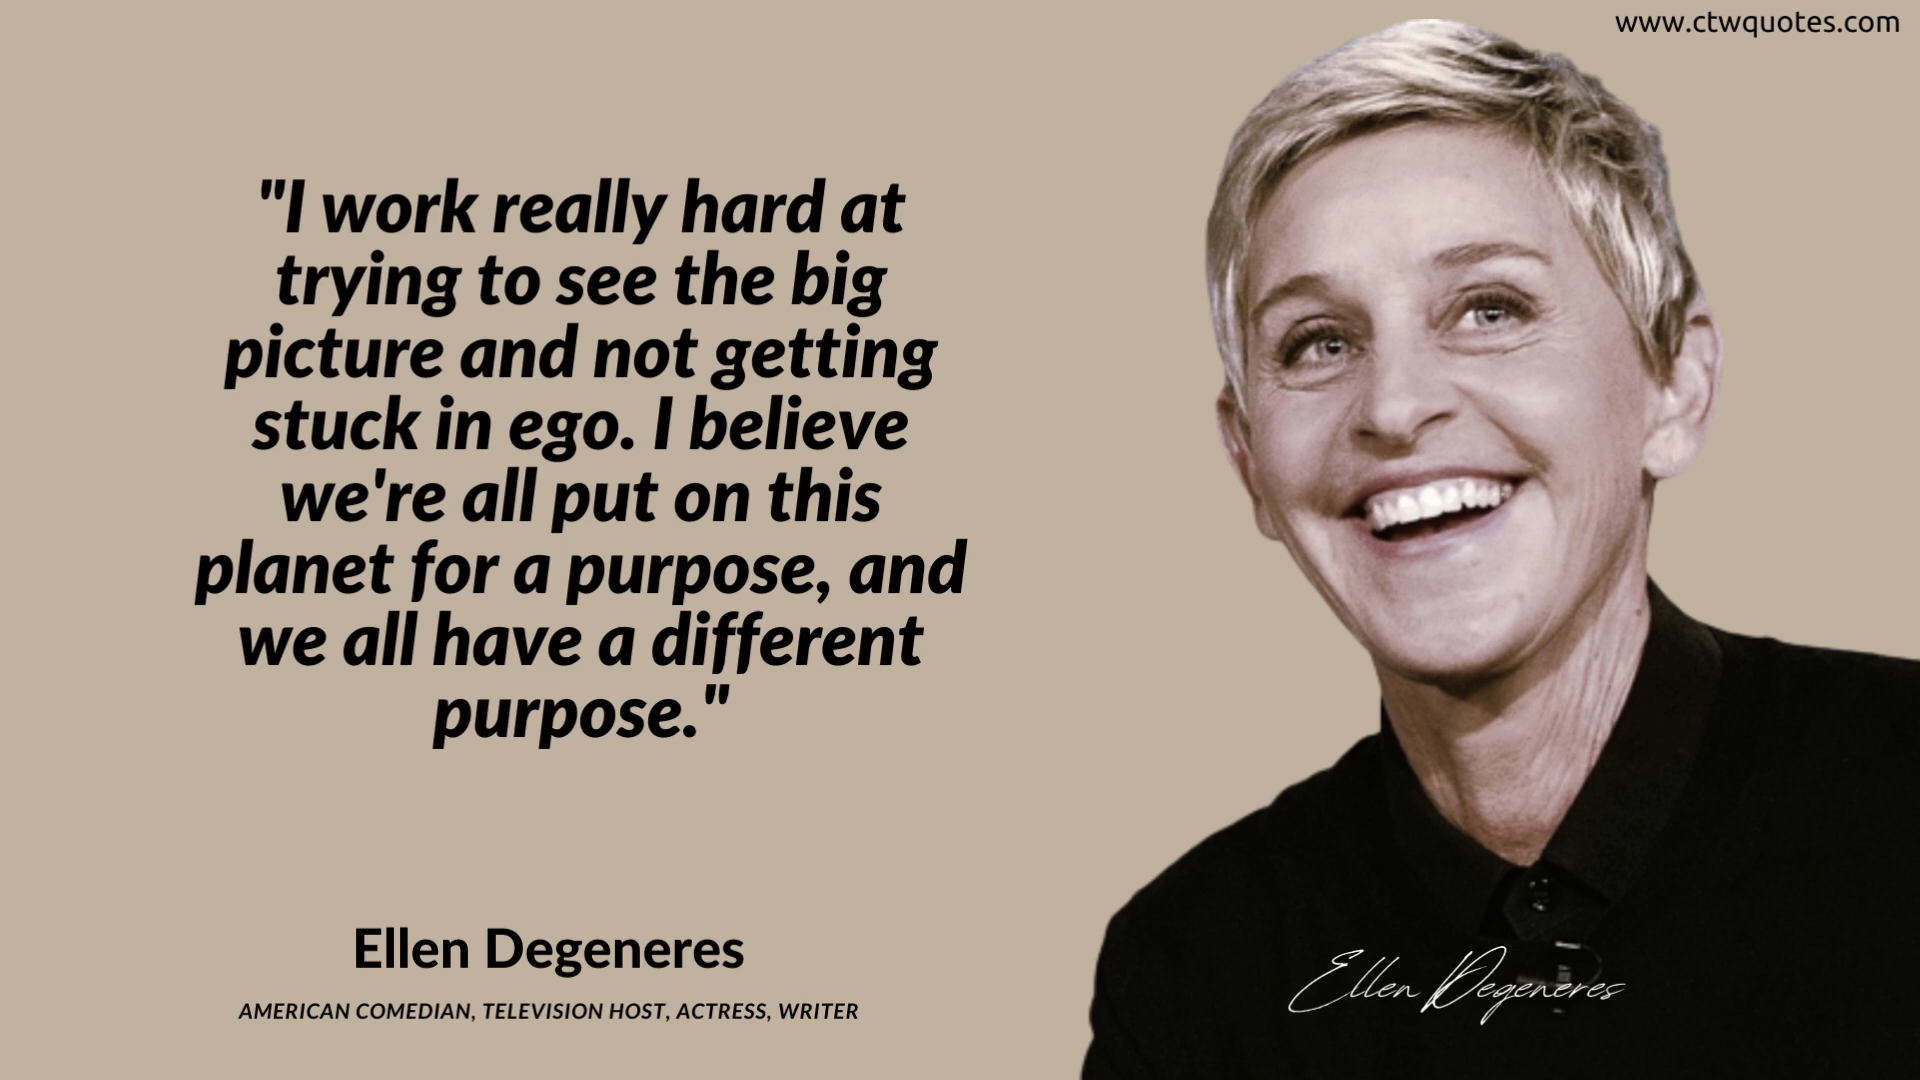 www.ctwquotes.com
"I work really hard at
trying to see the big
picture and not getting
stuck in ego. I believe
we're all put on this
planet for a purpose, and
we all have a different
purpose."
Ellen Degeneres
AMERICAN COMEDIAN, TELEVISION HOST, ACTRESS, WRITER
Ellen Degeneres